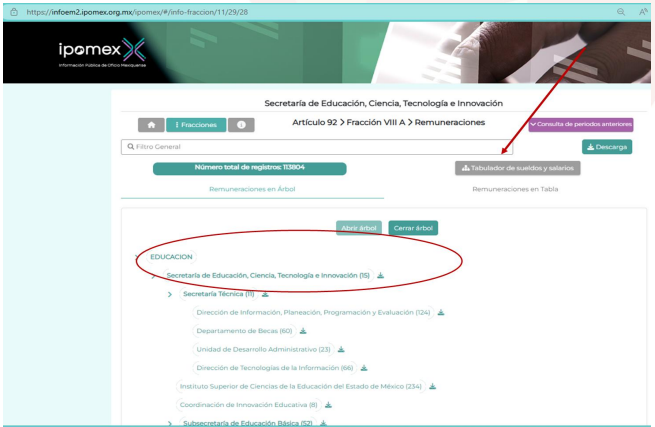 https://infoem2.ipomex.org.mx/ipomex/#/info-fraccion/11/29/28
ipomex
Información Pública de Oficio Mexiquense
Secretaría de Educación, Ciencia, Tecnología e Innovación
Fracciones
Artículo 92 > Fracción VIII A > Remuneraciones
Consulta de periodos anteriores
Filtro General
Descarga
Número total de registros: 113804
Tabulador de sueldos y salarios
Remuneraciones en Árbol
Remuneraciones en Tabla
Abrir árbol
Cerrar árbol
EDUCACION
Secretaría de Educación, Ciencia, Tecnología e Innovación (15)
Secretaría Técnica (11)
Dirección de Información, Planeación, Programación y Evaluación (124)
Departamento de Becas (60)
Unidad de Desarrollo Administrativo (23)
Dirección de Tecnologías de la Información (66)
Instituto Superior de Ciencias de la Educación del Estado de México (234)
Coordinación de Innovación Educativa (8)
Subsecretaría de Educación Básica (52)